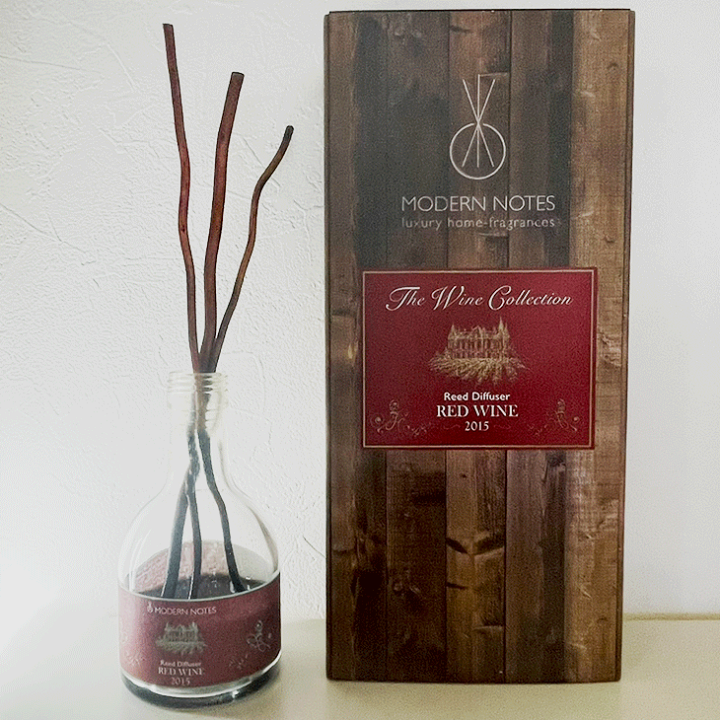 MODERN NOTES
luxury home-fragrances
The Wine Collection
Reed Diffuser
RED WINE
2015
MODERN NOTES
Reed Diffuser
RED WINE
2015